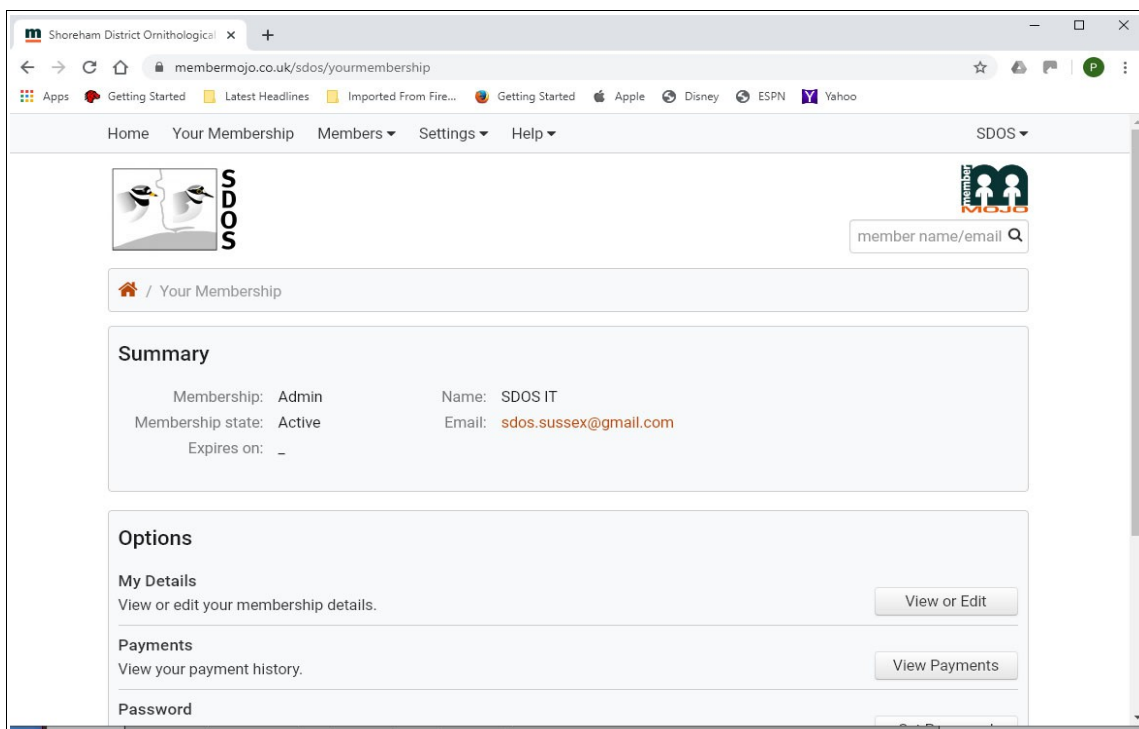 Shoreham District Ornithological
membermojo.co.uk/sdos/yourmembership
P
Apps Getting Started Latest Headlines Imported From Fire... Getting Started Apple Disney ESPN Yahoo
Home Your Membership Members Settings Help SDOS
SDOS
member MOJO
member name/email
/ Your Membership
Summary
Membership: Admin Name: SDOS IT
Membership state: Active Email: sdos.sussex@gmail.com
Expires on: _
Options
My Details
View or edit your membership details. View or Edit
Payments
View your payment history. View Payments
Password